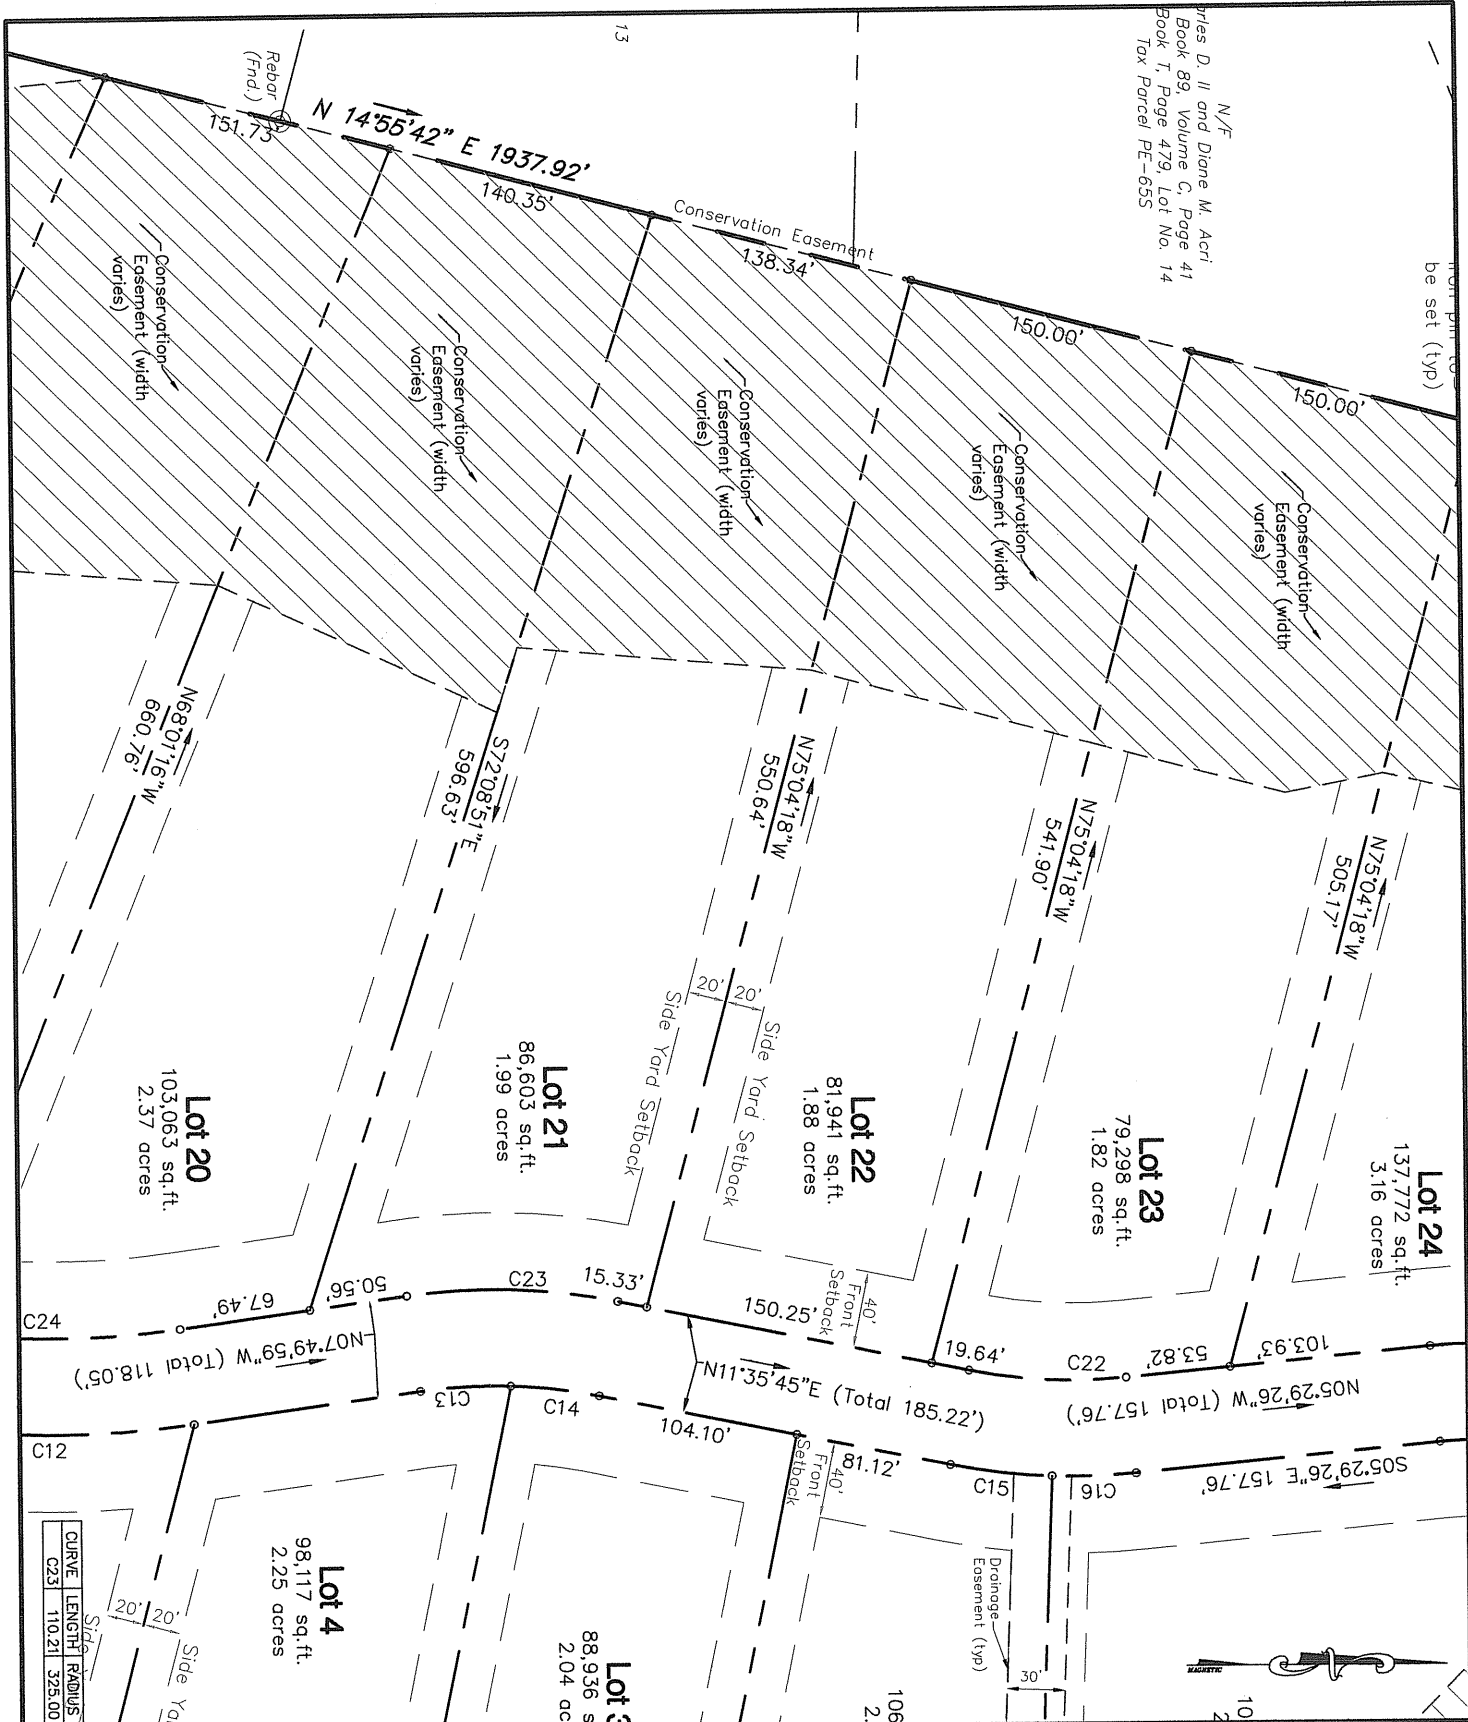 N/F
rles D. II and Diane M. Acri
Book 89, Volume C, Page 41
Book T, Page 479, Lot No. 14
Tax Parcel PE-65S
be set (typ)
13
Rebar
(Fnd.)
N 14°55'42" E 1937.92'
151.73'
140.35'
Conservation Easement
138.34'
150.00'
150.00'
Conservation
Easement (width
varies)
Conservation
Easement (width
varies)
Conservation
Easement (width
varies)
Conservation
Easement (width
varies)
Conservation
Easement (width
varies)
N68°01'16"W
660.76'
S72°08'51"E
596.63'
N75°04'18"W
550.64'
N75°04'18"W
541.90'
N75°04'18"W
505.17'
20'
20'
Side Yard Setback
Side Yard Setback
Lot 20
103,063 sq.ft.
2.37 acres
Lot 21
86,603 sq.ft.
1.99 acres
Lot 22
81,941 sq.ft.
1.88 acres
Lot 23
79,298 sq.ft.
1.82 acres
Lot 24
137,772 sq.ft.
3.16 acres
40'
Front
Setback
C24
67.49'
50.56'
C23
15.33'
150.25'
19.64'
C22
53.82'
103.93'
N07°49'59"W (Total 118.05')
N11°35'45"E (Total 185.22')
N05°29'26"W (Total 157.76')
C12
C13
C14
104.10'
81.12'
C15
C16
S05°29'26"E 157.76'
40'
Front
Setback
Drainage
Easement (typ)
30'
MAGNETIC
Lot 4
98,117 sq.ft.
2.25 acres
Lot 3
88,936 s
2.04 ac
106
2.
10
2
20'
20'
Side
Side Ya
CURVE LENGTH RADIUS
C23 110.21 325.00